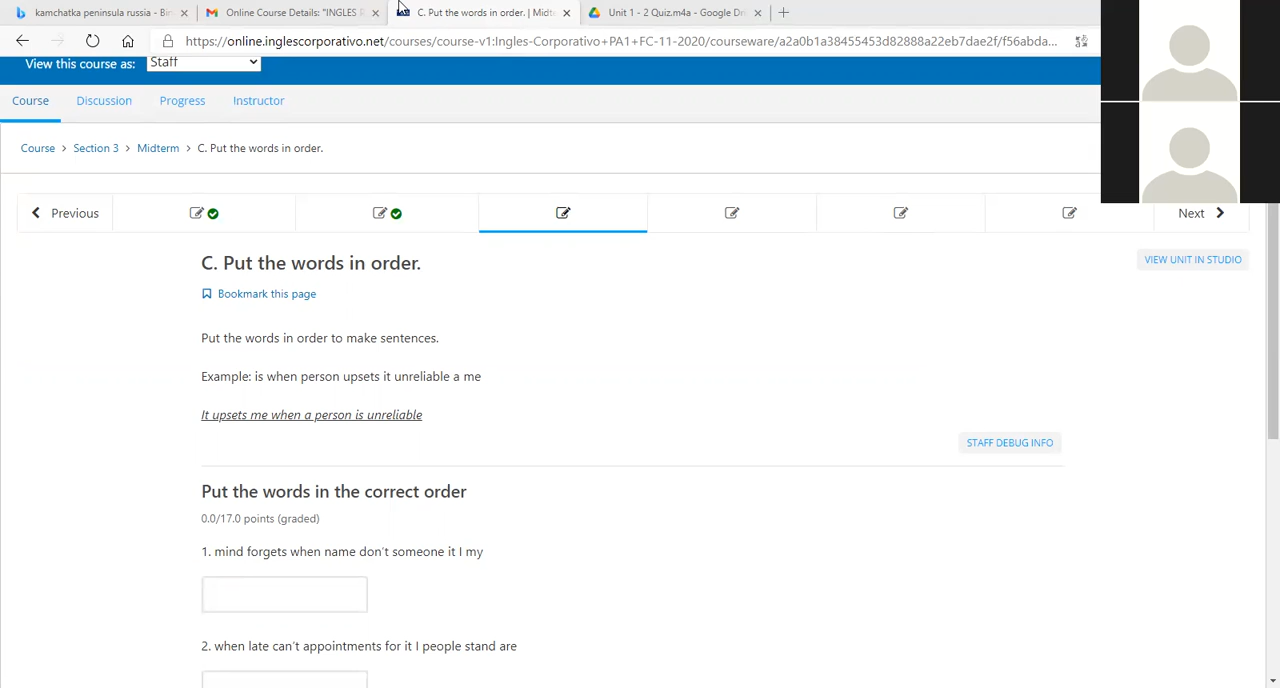 kamchatka peninsula russia - Bin
Online Course Details: "INGLES R
C. Put the words in order. | Midte
Unit 1 - 2 Quiz.m4a - Google Dri
https://online.inglescorporativo.net/courses/course-v1:Ingles-Corporativo+PA1+FC-11-2020/courseware/a2a0b1a38455453d82888a22eb7dae2f/f56abda...
View this course as: Staff
Course Discussion Progress Instructor
Course > Section 3 > Midterm > C. Put the words in order.
Previous
Next
C. Put the words in order.
VIEW UNIT IN STUDIO
Bookmark this page
Put the words in order to make sentences.
Example: is when person upsets it unreliable a me
It upsets me when a person is unreliable
STAFF DEBUG INFO
Put the words in the correct order
0.0/17.0 points (graded)
1. mind forgets when name don't someone it I my
2. when late can't appointments for it I people stand are